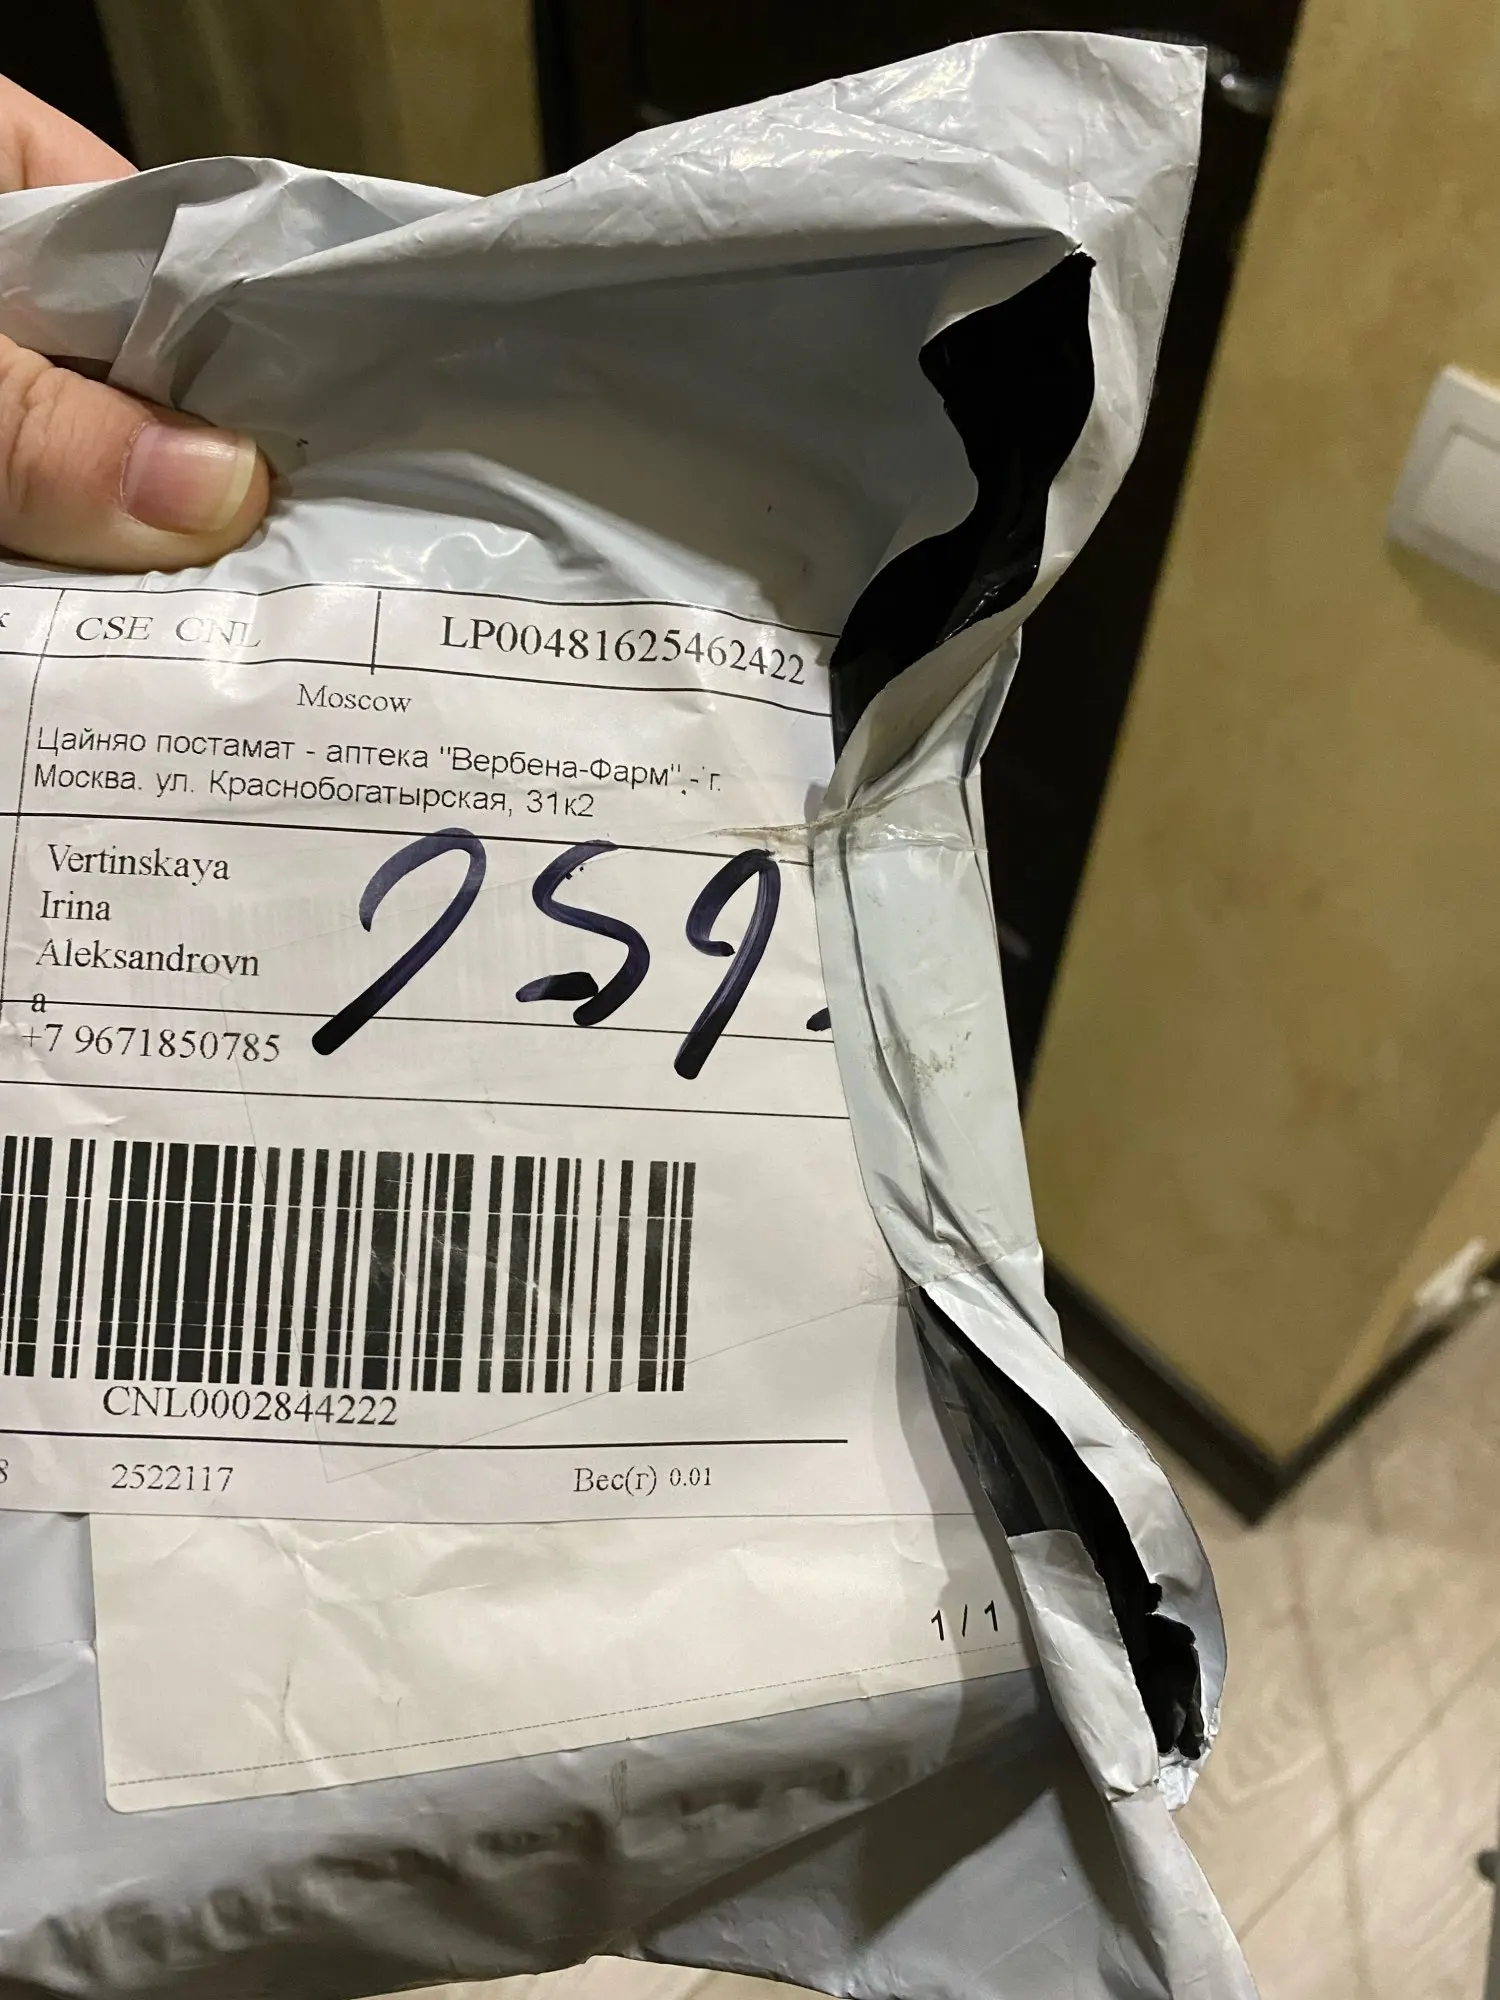 CSE CNL LP00481625462422
Moscow
Цайняо постамат - аптека "Вербена-Фарм" - г.
Москва. ул. Краснобогатырская, 31к2
Vertinskaya
Irina
Aleksandrovn
a
759.
+7 9671850785
CNL0002844222
2522117 Вес(г) 0.01
1/1